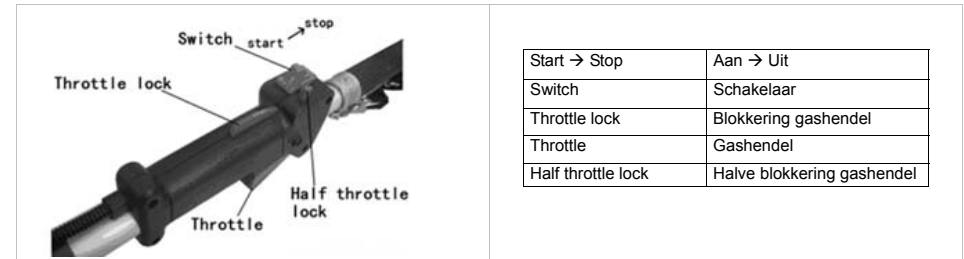 stop
Switch start
Throttle lock
Half throttle
lock
Throttle
Start → Stop Aan → Uit
Switch Schakelaar
Throttle lock Blokkering gashendel
Throttle Gashendel
Half throttle lock Halve blokkering gashendel